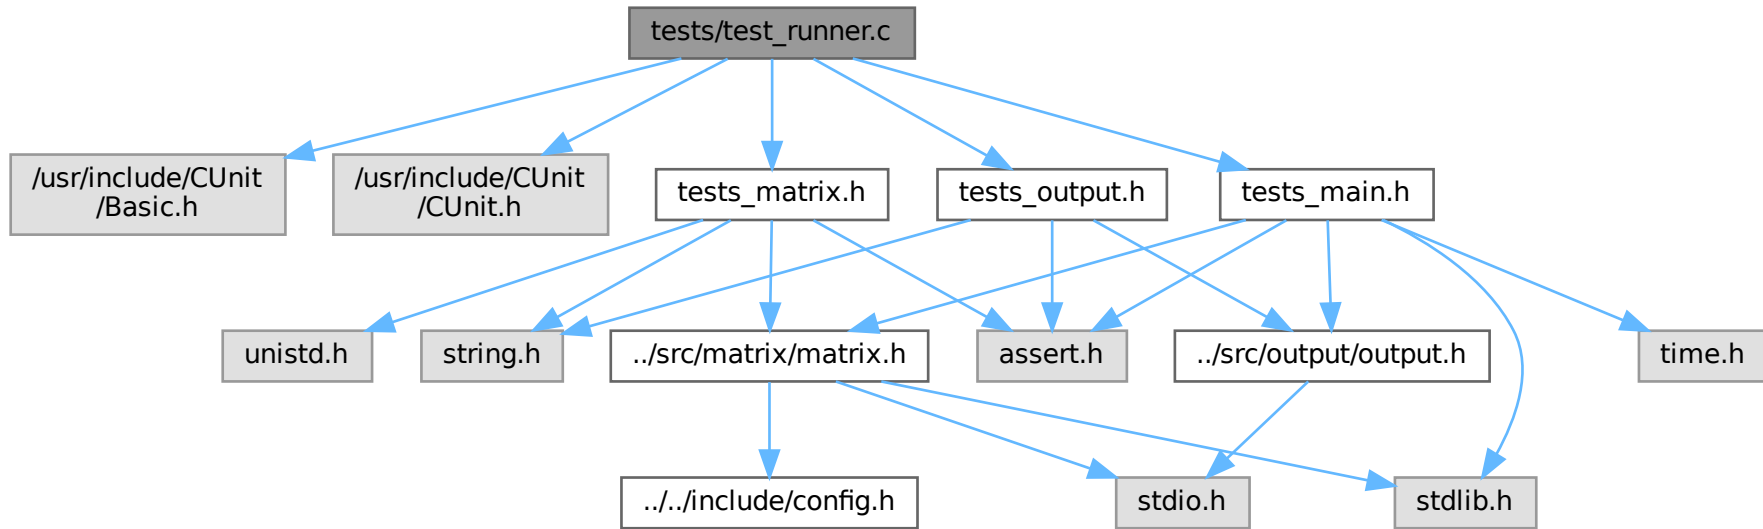 tests/test_runner.c
/usr/include/CUnit
/Basic.h
/usr/include/CUnit
/CUnit.h
tests_matrix.h
tests_output.h
tests_main.h
unistd.h
string.h
../src/matrix/matrix.h
assert.h
../src/output/output.h
time.h
../../include/config.h
stdio.h
stdlib.h